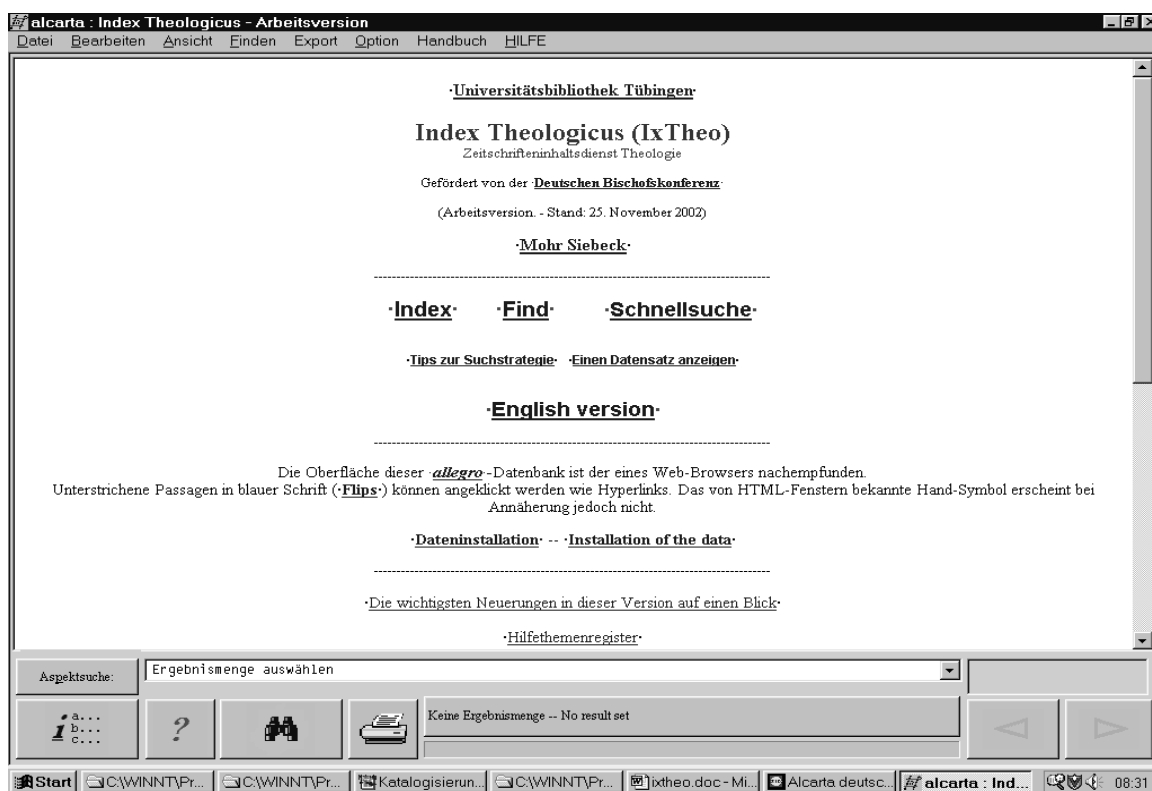 alcarta : Index Theologicus - Arbeitsversion
Datei Bearbeiten Ansicht Finden Export Option Handbuch HILFE
·Universitätsbibliothek Tübingen·
Index Theologicus (IxTheo)
Zeitschrifteninhaltsdienst Theologie
Gefördert von der ·Deutschen Bischofskonferenz·
(Arbeitsversion. - Stand: 25. November 2002)
·Mohr Siebeck·
·Index· ·Find· ·Schnellsuche·
·Tips zur Suchstrategie· ·Einen Datensatz anzeigen·
·English version·
Die Oberfläche dieser ·allegro·-Datenbank ist der eines Web-Browsers nachempfunden.
Unterstrichene Passagen in blauer Schrift (·Flips·) können angeklickt werden wie Hyperlinks. Das von HTML-Fenstern bekannte Hand-Symbol erscheint bei
Annäherung jedoch nicht.
·Dateninstallation· -- ·Installation of the data·
·Die wichtigsten Neuerungen in dieser Version auf einen Blick·
·Hilfethemenregister·
Aspektsuche: Ergebnismenge auswählen
i a... b... c... ? Keine Ergebnismenge -- No result set
Start C:\WINNT\Pr... C:\WINNT\Pr... Katalogisierun... C:\WINNT\Pr... ixtheo.doc - Mi... Alcarta deutsc... alcarta : Ind... 08:31